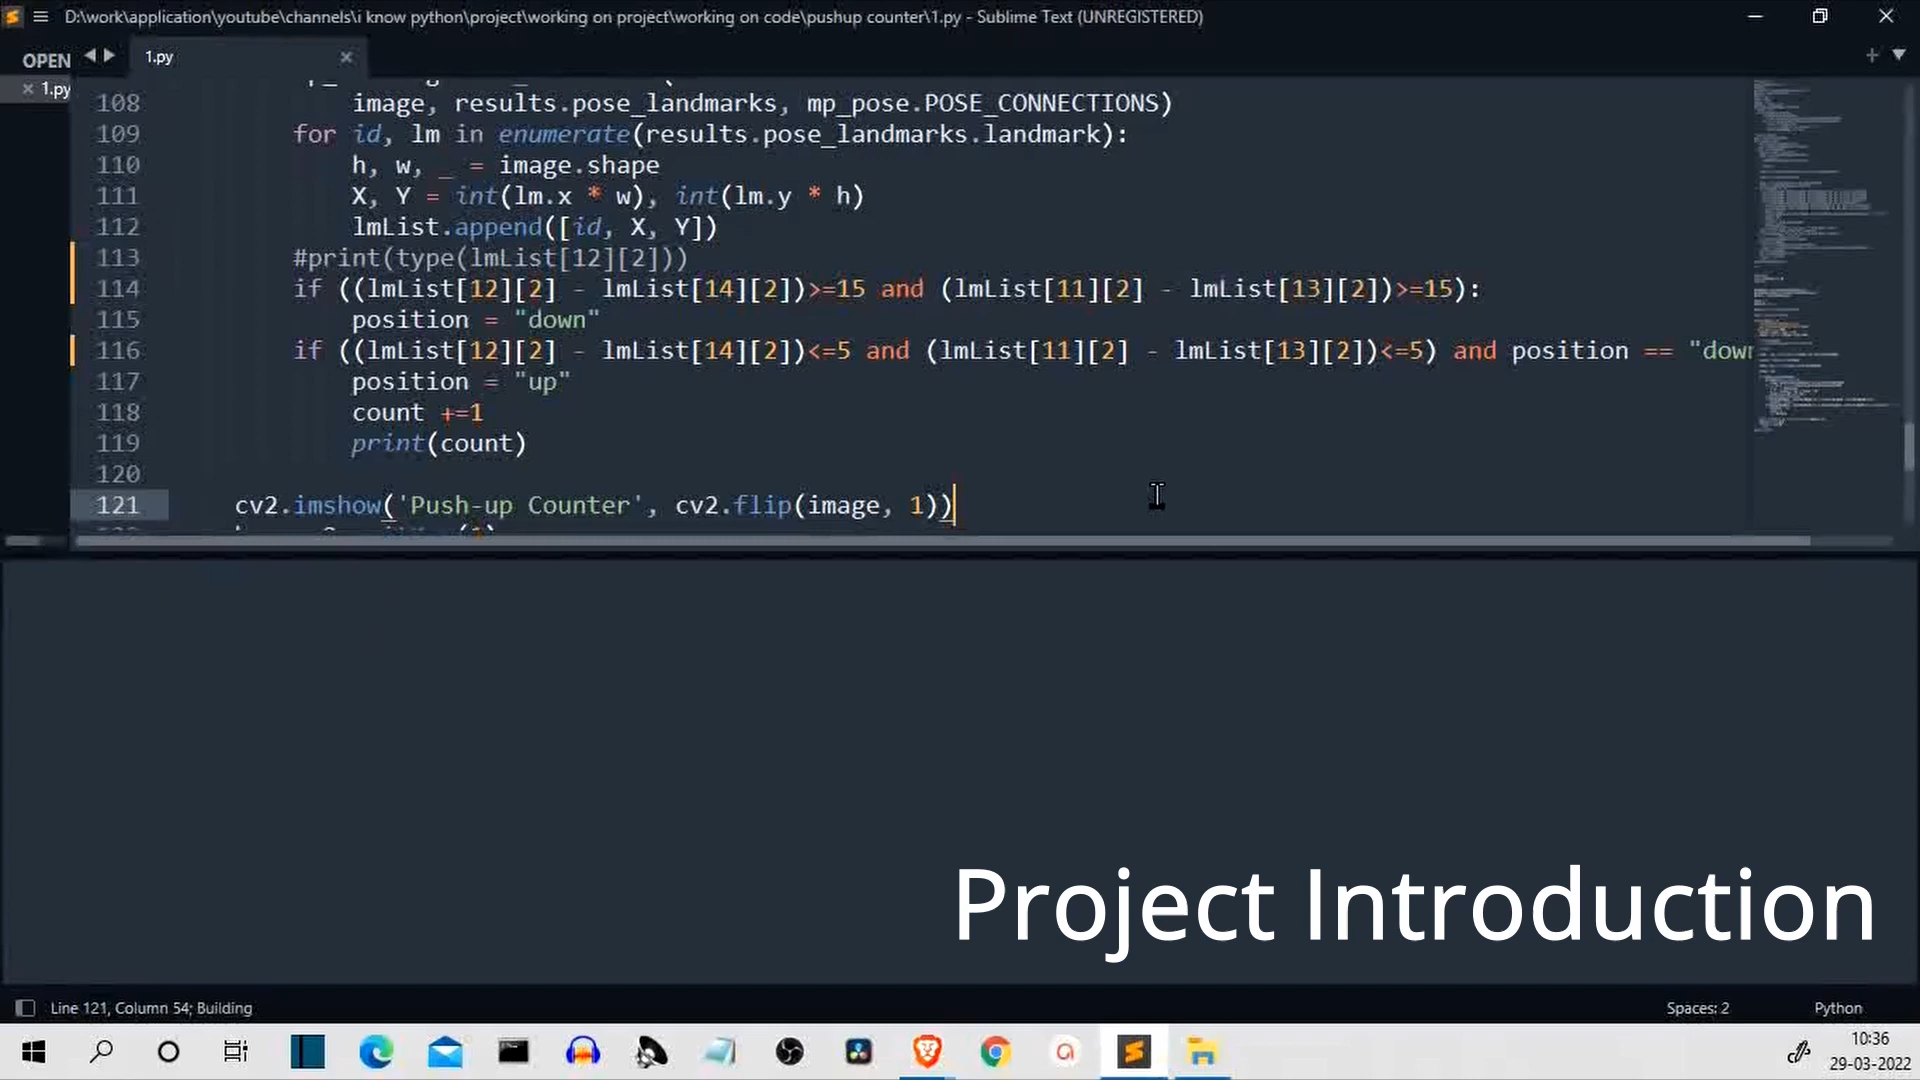 D:\work\application\youtube\channels\i know python\project\working on project\working on code\pushup counter\1.py - Sublime Text (UNREGISTERED)
OPEN
1.py
1.py
108 image, results.pose_landmarks, mp_pose.POSE_CONNECTIONS)
109 for id, lm in enumerate(results.pose_landmarks.landmark):
110 h, w, _ = image.shape
111 X, Y = int(lm.x * w), int(lm.y * h)
112 lmList.append([id, X, Y])
113 #print(type(lmList[12][2]))
114 if ((lmList[12][2] - lmList[14][2])>=15 and (lmList[11][2] - lmList[13][2])>=15):
115 position = "down"
116 if ((lmList[12][2] - lmList[14][2])<=5 and (lmList[11][2] - lmList[13][2])<=5) and position == "down
117 position = "up"
118 count +=1
119 print(count)
120
121 cv2.imshow('Push-up Counter', cv2.flip(image, 1))
Project Introduction
Line 121, Column 54; Building
Spaces: 2
Python
10:36
29-03-2022